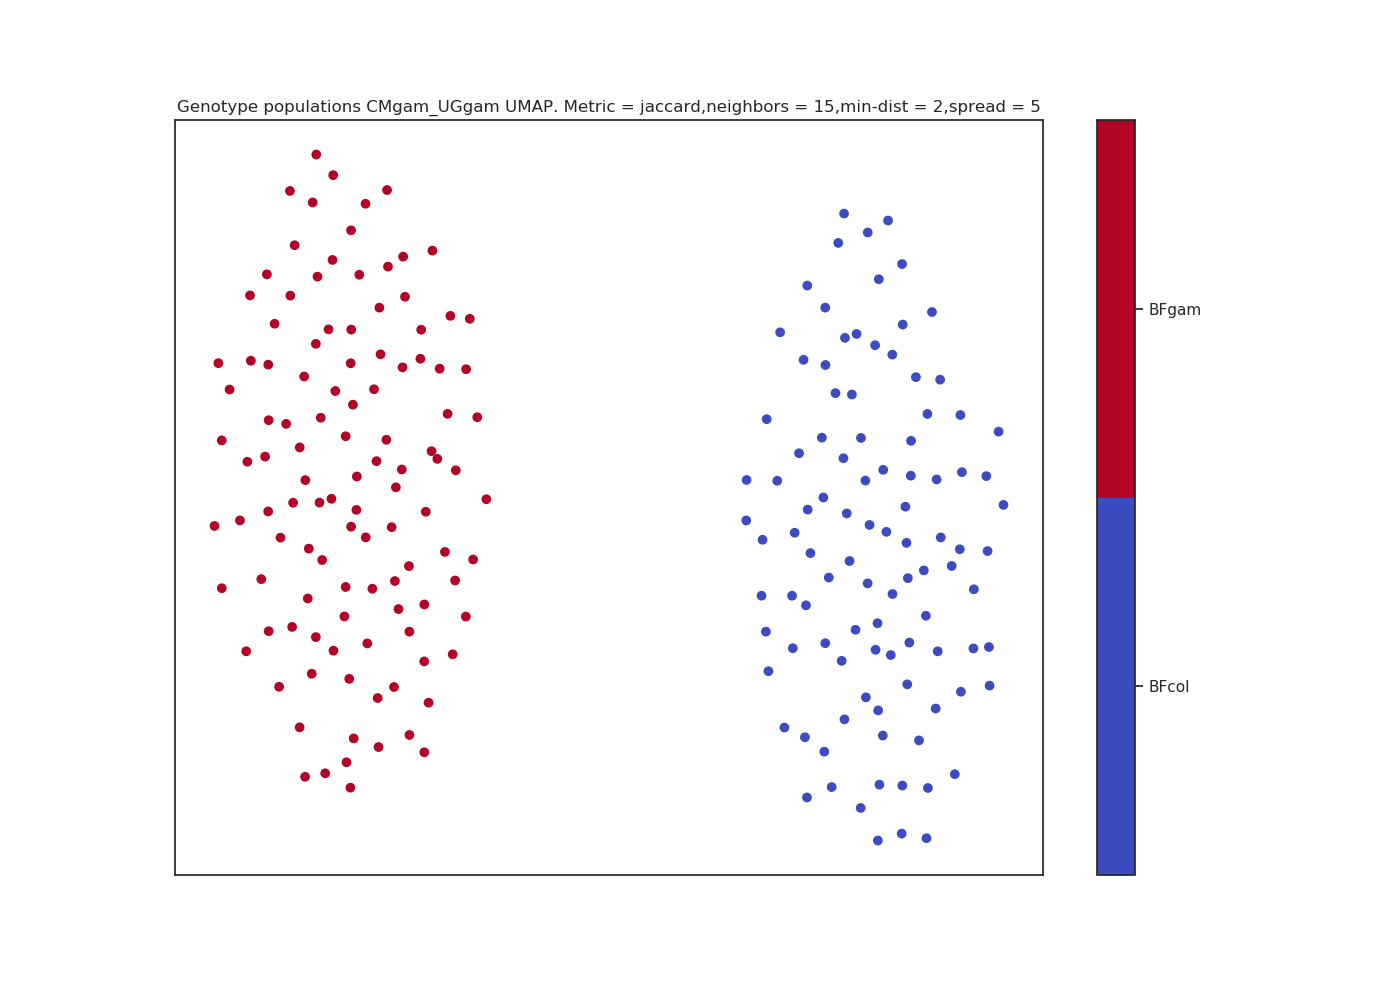 Genotype populations CMgam_UGgam UMAP. Metric = jaccard,neighbors = 15,min-dist = 2,spread = 5
BFgam
BFcol